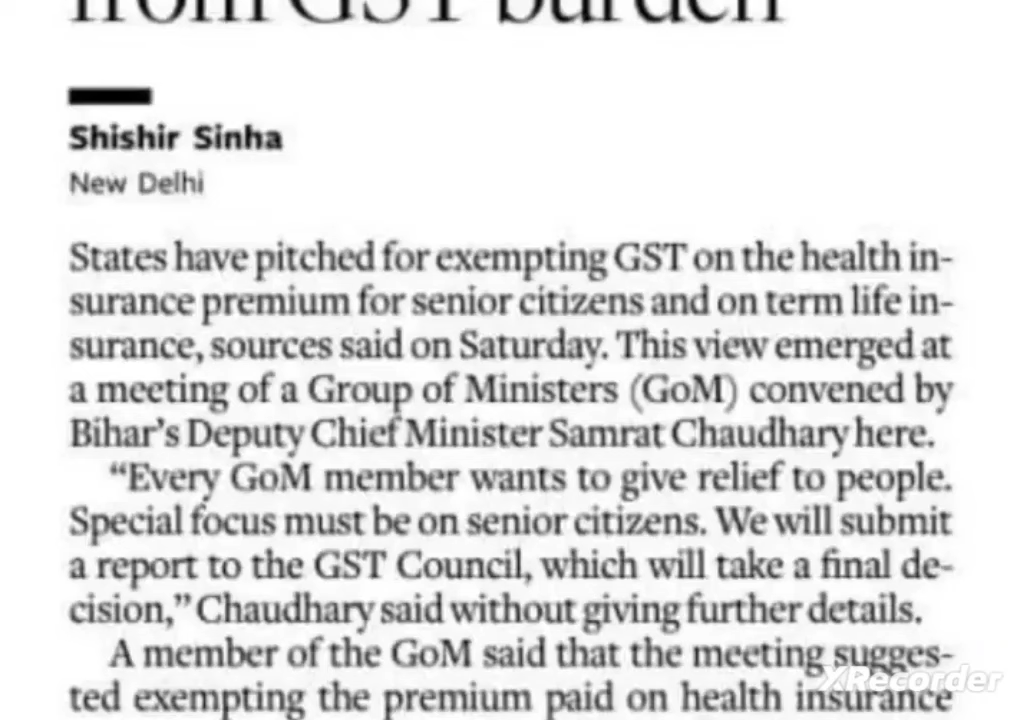 from GST burden
Shishir Sinha
New Delhi
States have pitched for exempting GST on the health in-
surance premium for senior citizens and on term life in-
surance, sources said on Saturday. This view emerged at
a meeting of a Group of Ministers (GoM) convened by
Bihar's Deputy Chief Minister Samrat Chaudhary here.
“Every GoM member wants to give relief to people.
Special focus must be on senior citizens. We will submit
a report to the GST Council, which will take a final de-
cision,” Chaudhary said without giving further details.
A member of the GoM said that the meeting sugges-
ted exempting the premium paid on health insurance
XRecorder